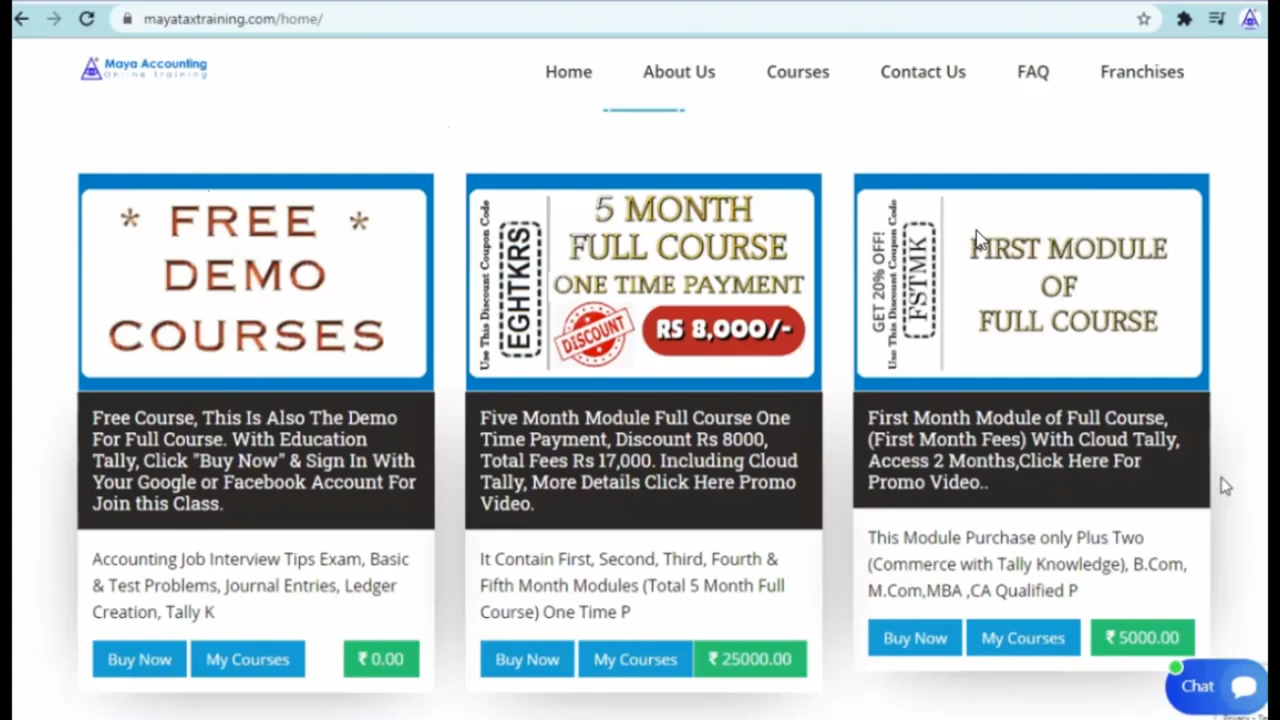 mayataxtraining.com/home/
Maya Accounting
Online Training
Home
About Us
Courses
Contact Us
FAQ
Franchises
* FREE *
DEMO
COURSES
Free Course, This Is Also The Demo
For Full Course. With Education
Tally, Click "Buy Now" & Sign In With
Your Google or Facebook Account For
Join this Class.
Accounting Job Interview Tips Exam, Basic
& Test Problems, Journal Entries, Ledger
Creation, Tally K
Buy Now
My Courses
₹ 0.00
Use This Discount Coupon Code
EGHTKRS
5 MONTH
FULL COURSE
ONE TIME PAYMENT
DISCOUNT
RS 8,000/-
Five Month Module Full Course One
Time Payment, Discount Rs 8000,
Total Fees Rs 17,000. Including Cloud
Tally, More Details Click Here Promo
Video.
It Contain First, Second, Third, Fourth &
Fifth Month Modules (Total 5 Month Full
Course) One Time P
Buy Now
My Courses
₹ 25000.00
GET 20% OFF!
Use This Discount Coupon Code
FSTMK
FIRST MODULE
OF
FULL COURSE
First Month Module of Full Course,
(First Month Fees) With Cloud Tally,
Access 2 Months,Click Here For
Promo Video..
This Module Purchase only Plus Two
(Commerce with Tally Knowledge), B.Com,
M.Com,MBA ,CA Qualified P
Buy Now
My Courses
₹ 5000.00
Chat